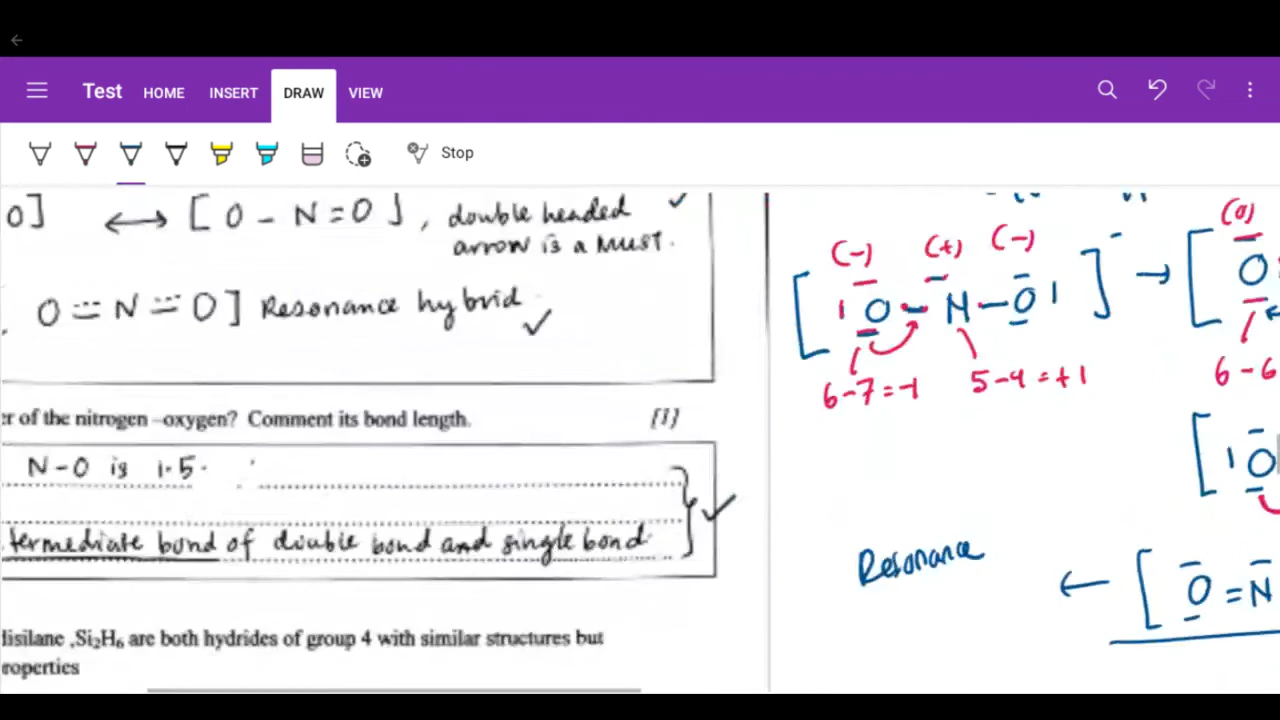 Test HOME INSERT DRAW VIEW
Stop
O] ⟷ [ O - N = O ] , double headed
arrow is a MUST.
O ═ N ═ O ] Resonance hybrid
er of the nitrogen –oxygen? Comment its bond length. [1]
N-O is 1.5.
termediate bond of double bond and single bond.
disilane ,Si₂H₆ are both hydrides of group 4 with similar structures but
roperties
(-) (+) (-)
[ | O - N - O | ]⁻ →
6-7=-1 5-4=+1
(0)
[ O
6-6
[ | O
Resonance ← [ O = N